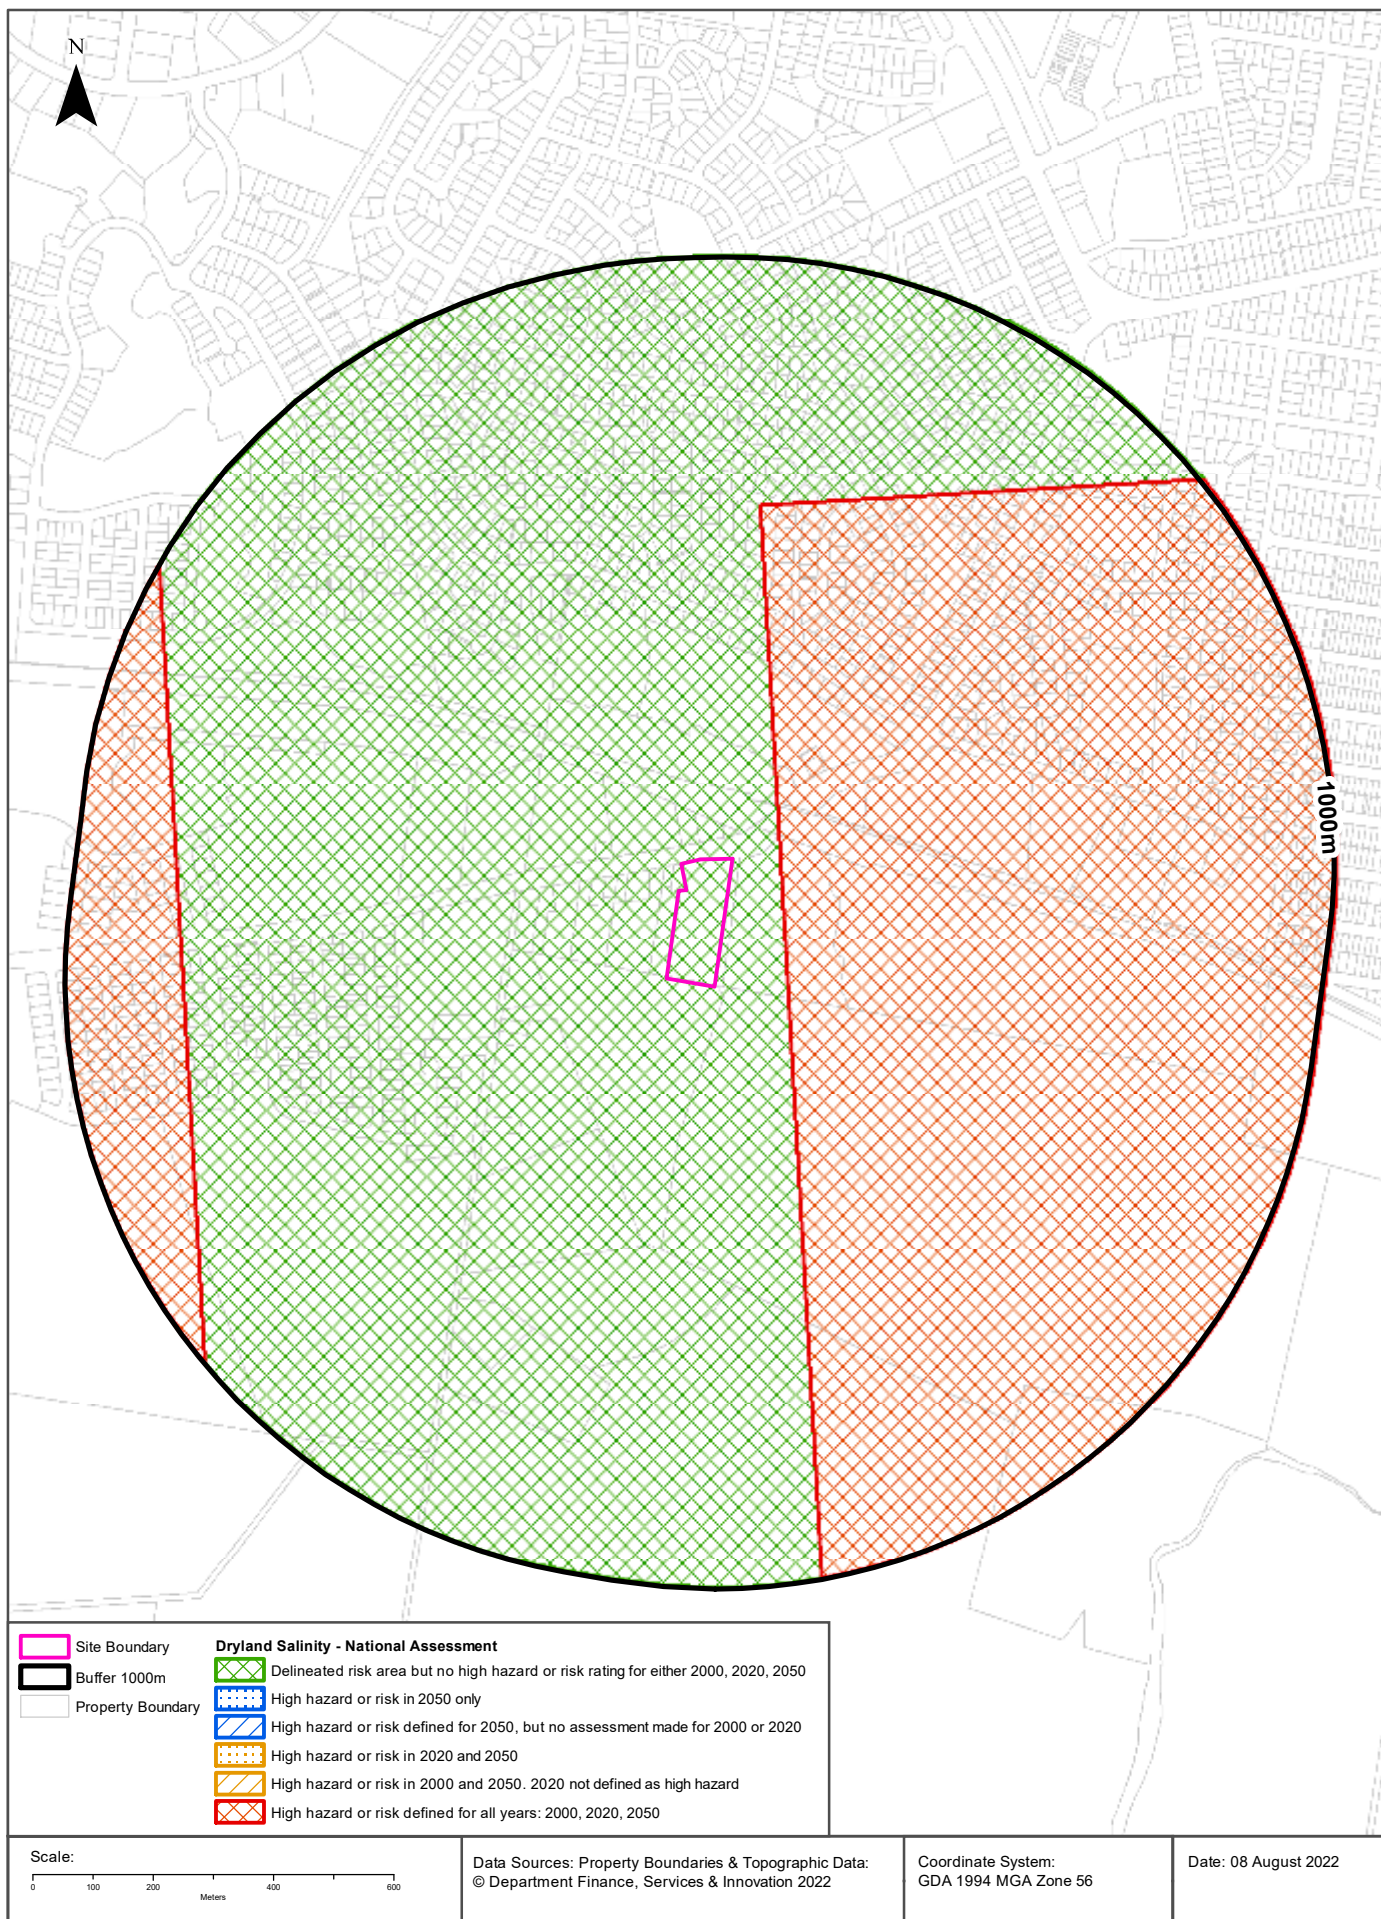 N
1000m
Site Boundary
Buffer 1000m
Property Boundary
Dryland Salinity - National Assessment
Delineated risk area but no high hazard or risk rating for either 2000, 2020, 2050
High hazard or risk in 2050 only
High hazard or risk defined for 2050, but no assessment made for 2000 or 2020
High hazard or risk in 2020 and 2050
High hazard or risk in 2000 and 2050. 2020 not defined as high hazard
High hazard or risk defined for all years: 2000, 2020, 2050
Scale:
0 100 200 400 600
Meters
Data Sources: Property Boundaries & Topographic Data:
© Department Finance, Services & Innovation 2022
Coordinate System:
GDA 1994 MGA Zone 56
Date: 08 August 2022